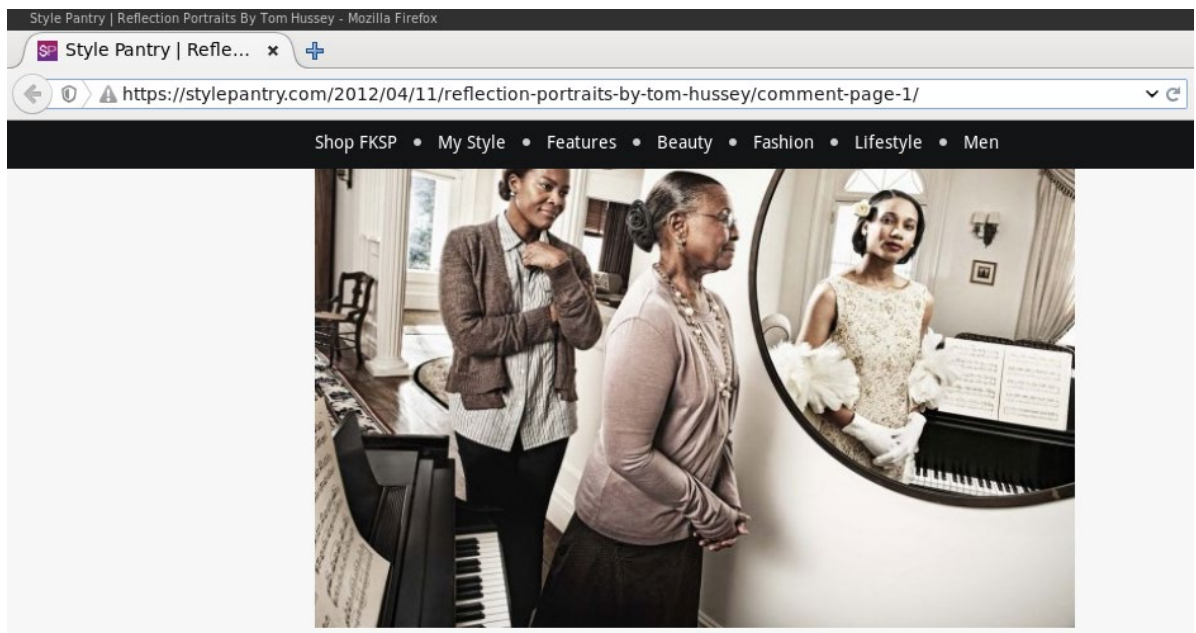 Style Pantry | Reflection Portraits By Tom Hussey - Mozilla Firefox
SP Style Pantry | Refle... ×
https://stylepantry.com/2012/04/11/reflection-portraits-by-tom-hussey/comment-page-1/
Shop FKSP • My Style • Features • Beauty • Fashion • Lifestyle • Men